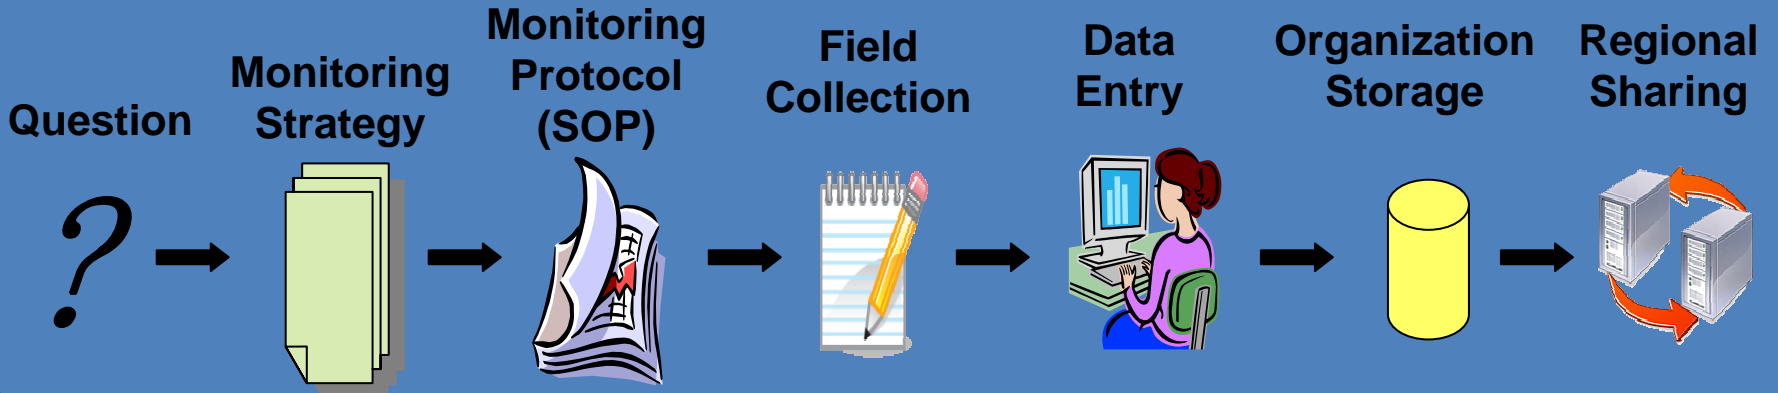 Question
Monitoring
Strategy
Monitoring
Protocol
(SOP)
Field
Collection
Data
Entry
Organization
Storage
Regional
Sharing
?